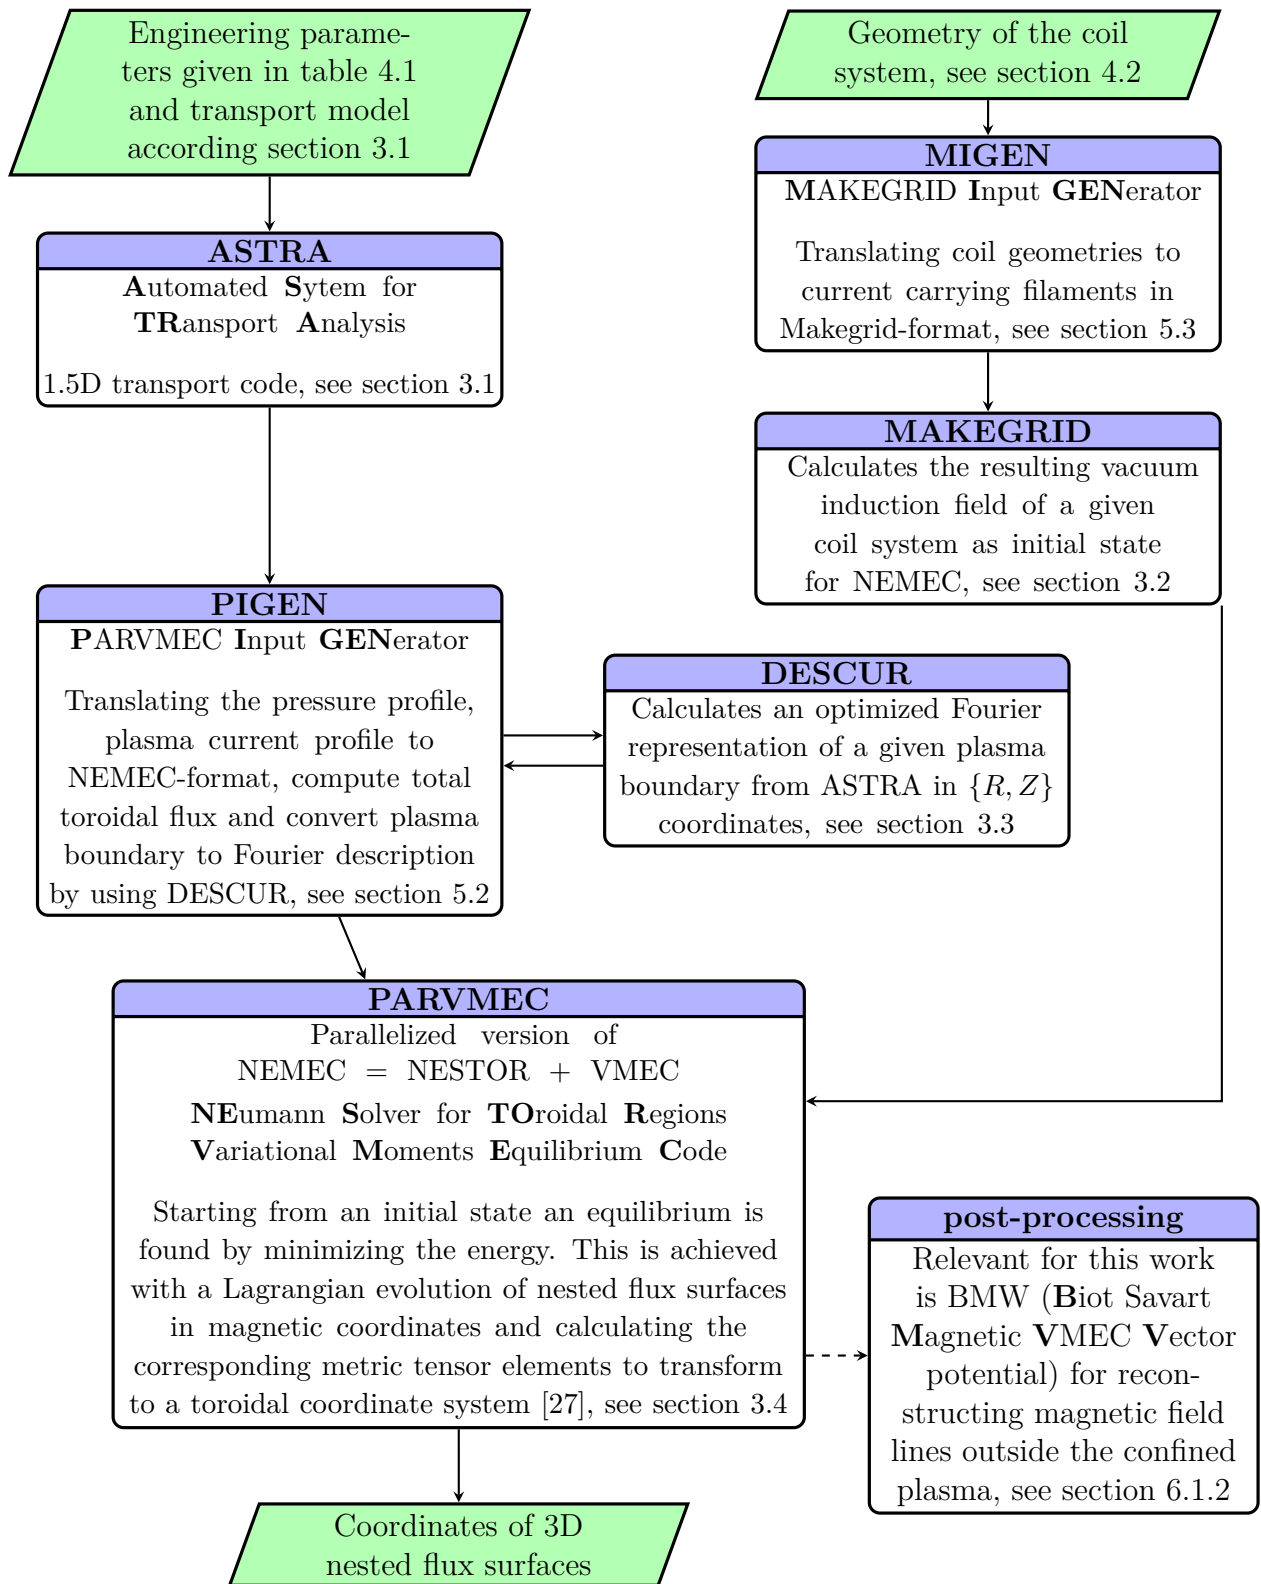 Engineering parame-
ters given in table 4.1
and transport model
according section 3.1
Geometry of the coil
system, see section 4.2
MIGEN
MAKEGRID Input GENerator
Translating coil geometries to
current carrying filaments in
Makegrid-format, see section 5.3
ASTRA
Automated Sytem for
TRansport Analysis
1.5D transport code, see section 3.1
MAKEGRID
Calculates the resulting vacuum
induction field of a given
coil system as initial state
for NEMEC, see section 3.2
PIGEN
PARVMEC Input GENerator
Translating the pressure profile,
plasma current profile to
NEMEC-format, compute total
toroidal flux and convert plasma
boundary to Fourier description
by using DESCUR, see section 5.2
DESCUR
Calculates an optimized Fourier
representation of a given plasma
boundary from ASTRA in {R, Z}
coordinates, see section 3.3
PARVMEC
Parallelized version of
NEMEC = NESTOR + VMEC
NEumann Solver for TOroidal Regions
Variational Moments Equilibrium Code
Starting from an initial state an equilibrium is
found by minimizing the energy. This is achieved
with a Lagrangian evolution of nested flux surfaces
in magnetic coordinates and calculating the
corresponding metric tensor elements to transform
to a toroidal coordinate system [27], see section 3.4
post-processing
Relevant for this work
is BMW (Biot Savart
Magnetic VMEC Vector
potential) for recon-
structing magnetic field
lines outside the confined
plasma, see section 6.1.2
Coordinates of 3D
nested flux surfaces